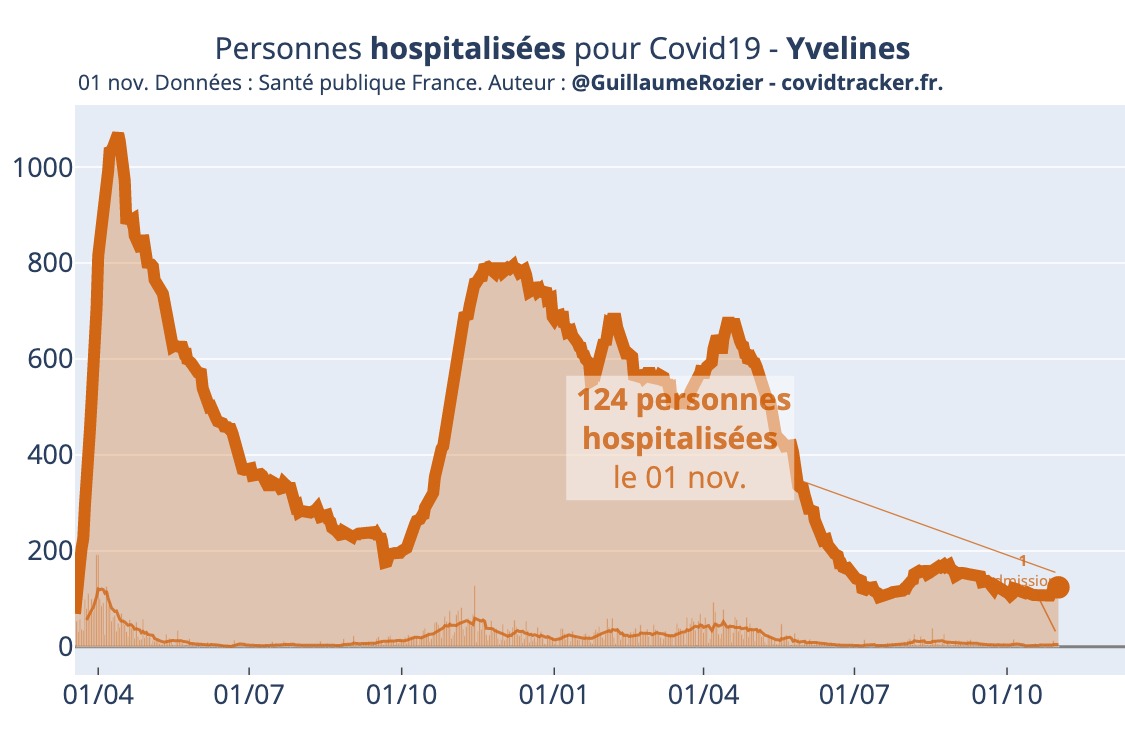 Personnes hospitalisées pour Covid19 - Yvelines
01 nov. Données : Santé publique France. Auteur : @GuillaumeRozier - covidtracker.fr.
1000
800
600
400
200
0
124 personnes
hospitalisées
le 01 nov.
1
01/04 01/07 01/10 01/01 01/04 01/07 01/10